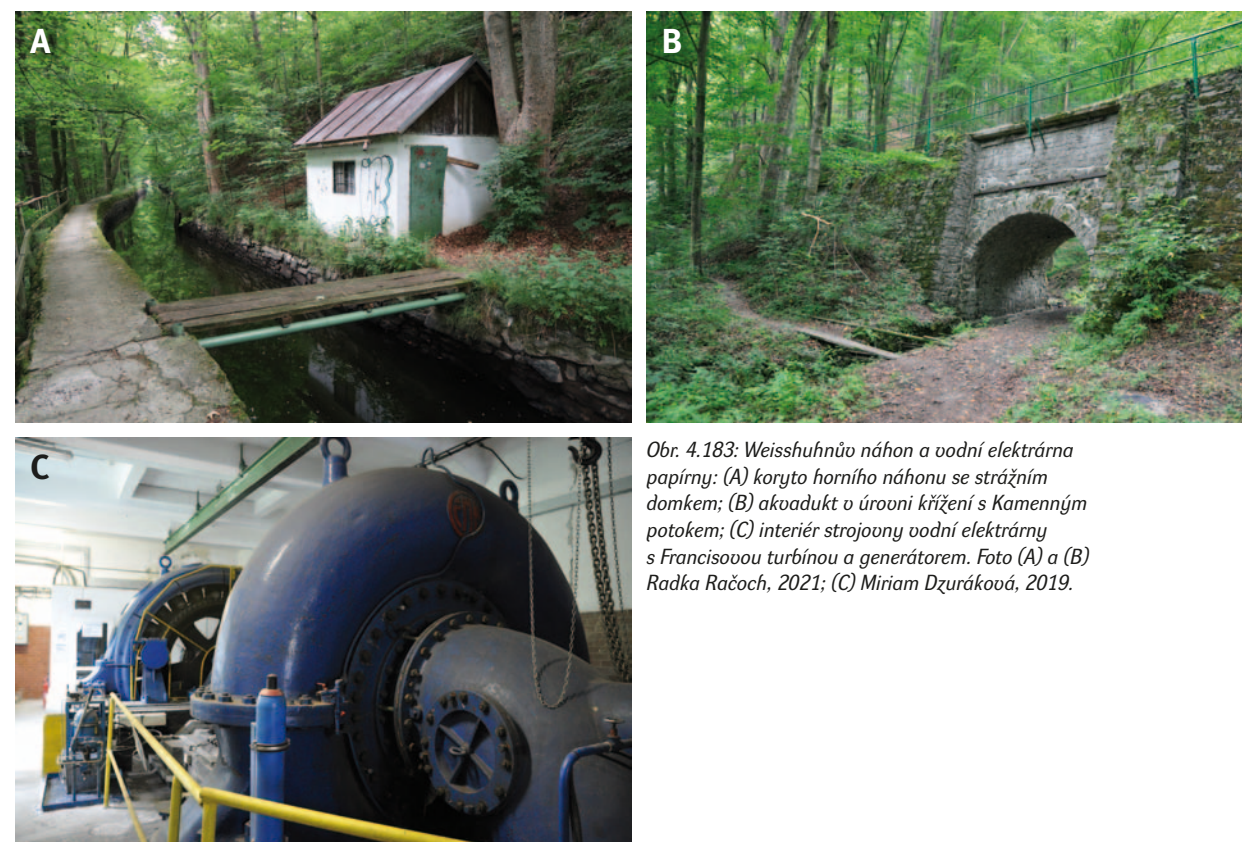 A
B
C
Obr. 4.183: Weisshuhnův náhon a vodní elektrárna
papírny: (A) koryto horního náhonu se strážním
domkem; (B) akvadukt v úrovni křížení s Kamenným
potokem; (C) interiér strojovny vodní elektrárny
s Francisovou turbínou a generátorem. Foto (A) a (B)
Radka Račoch, 2021; (C) Miriam Dzuráková, 2019.